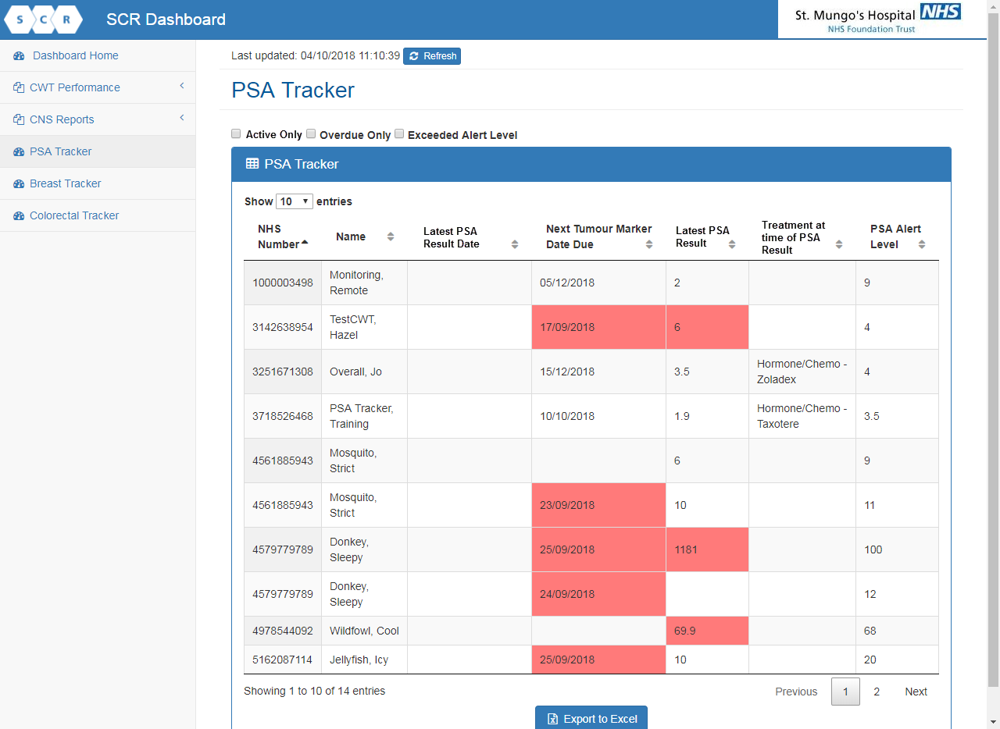 S C R SCR Dashboard St. Mungo's Hospital NHS
NHS Foundation Trust
Dashboard Home
CWT Performance
CNS Reports
PSA Tracker
Breast Tracker
Colorectal Tracker
Last updated: 04/10/2018 11:10:39 Refresh
PSA Tracker
Active Only Overdue Only Exceeded Alert Level
PSA Tracker
Show 10 entries
NHS Number Name Latest PSA Result Date Next Tumour Marker Date Due Latest PSA Result Treatment at time of PSA Result PSA Alert Level
1000003498 Monitoring, Remote 05/12/2018 2 9
3142638954 TestCWT, Hazel 17/09/2018 6 4
3251671308 Overall, Jo 15/12/2018 3.5 Hormone/Chemo - Zoladex 4
3718526468 PSA Tracker, Training 10/10/2018 1.9 Hormone/Chemo - Taxotere 3.5
4561885943 Mosquito, Strict 6 9
4561885943 Mosquito, Strict 23/09/2018 10 11
4579779789 Donkey, Sleepy 25/09/2018 1181 100
4579779789 Donkey, Sleepy 24/09/2018 12
4978544092 Wildfowl, Cool 69.9 68
5162087114 Jellyfish, Icy 25/09/2018 10 20
Showing 1 to 10 of 14 entries Previous 1 2 Next
Export to Excel